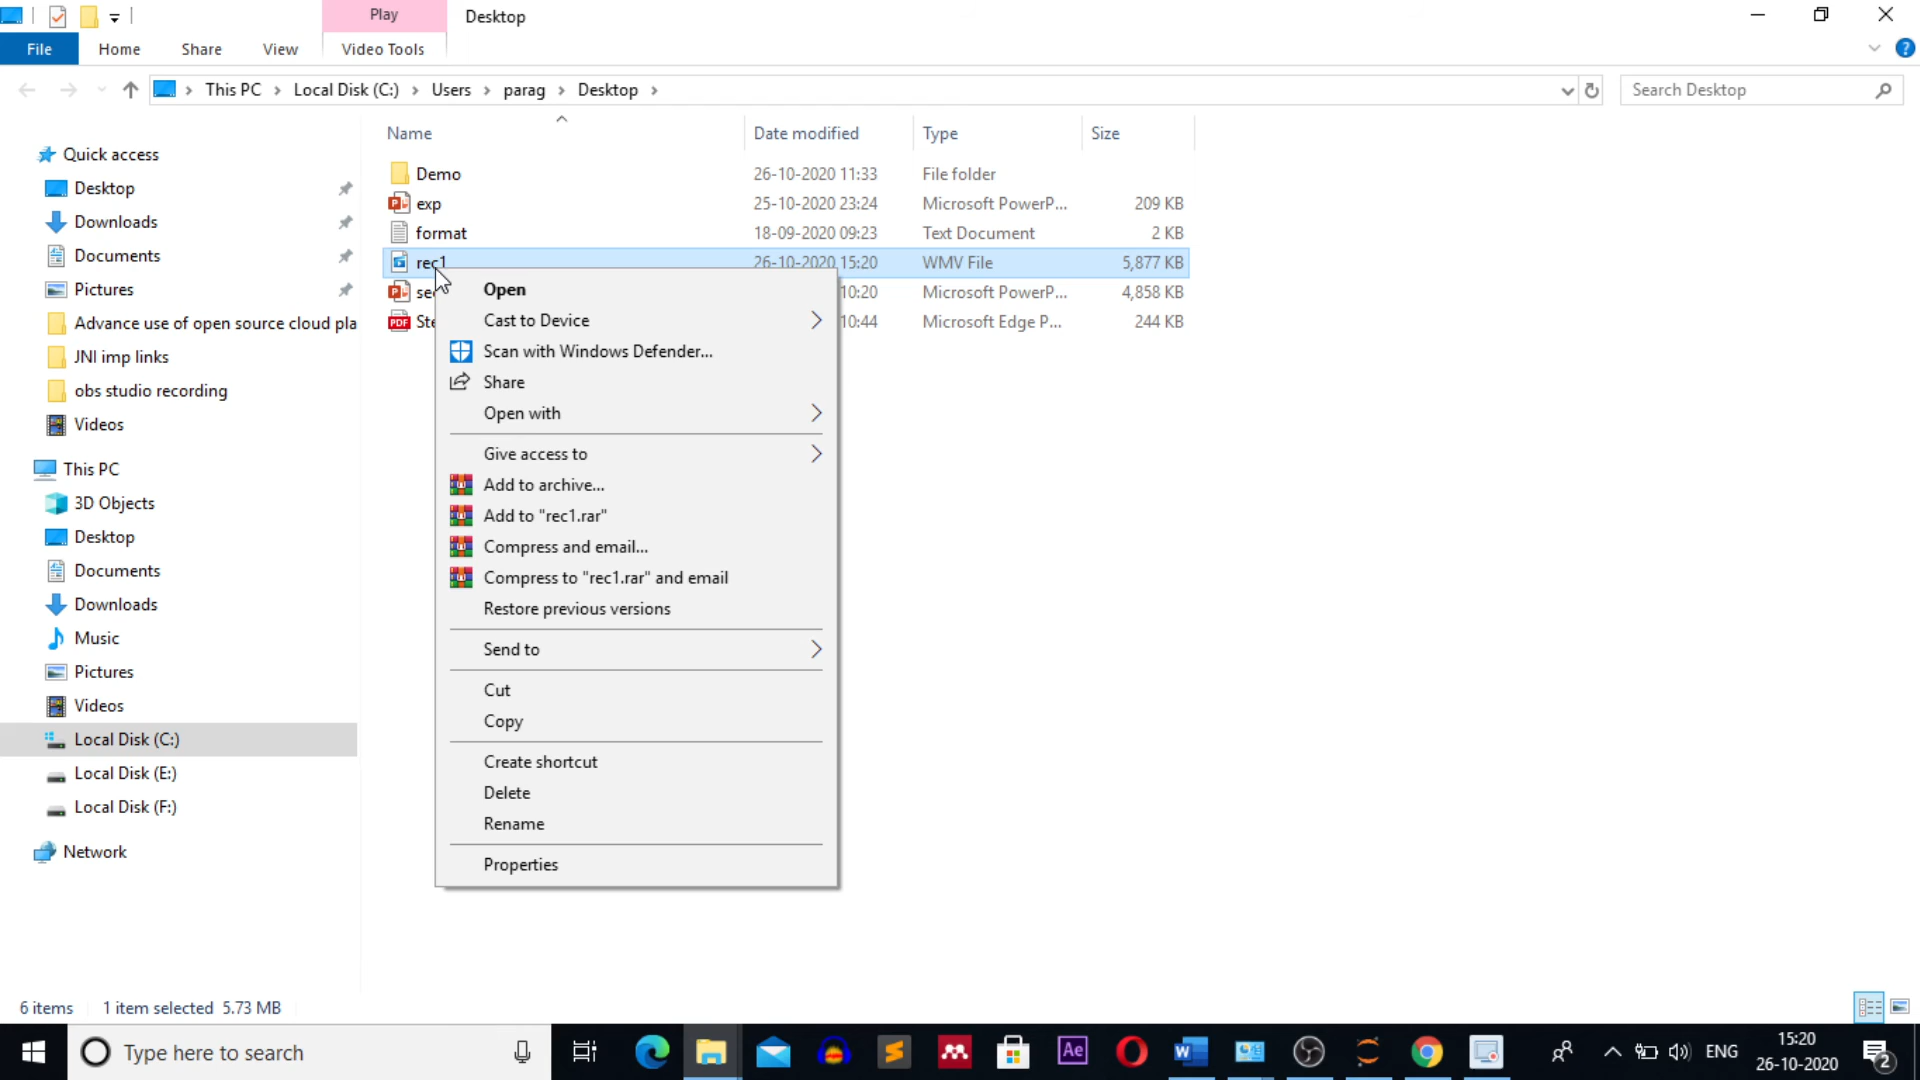 Play
Desktop
File
Home
Share
View
Video Tools
?
This PC
Local Disk (C:)
Users
parag
Desktop
Search Desktop
Name
Date modified
Type
Size
Quick access
Desktop
Downloads
Documents
Pictures
Advance use of open source cloud pla
JNI imp links
obs studio recording
Videos
This PC
3D Objects
Desktop
Documents
Downloads
Music
Pictures
Videos
Local Disk (C:)
Local Disk (E:)
Local Disk (F:)
Network
Demo 26-10-2020 11:33 File folder
exp 25-10-2020 23:24 Microsoft PowerP... 209 KB
format 18-09-2020 09:23 Text Document 2 KB
rec1 26-10-2020 15:20 WMV File 5,877 KB
10:20 Microsoft PowerP... 4,858 KB
PDF 10:44 Microsoft Edge P... 244 KB
Open
Cast to Device
Scan with Windows Defender...
Share
Open with
Give access to
Add to archive...
Add to "rec1.rar"
Compress and email...
Compress to "rec1.rar" and email
Restore previous versions
Send to
Cut
Copy
Create shortcut
Delete
Rename
Properties
6 items
1 item selected 5.73 MB
Type here to search
Ae
ENG
15:20
26-10-2020
2